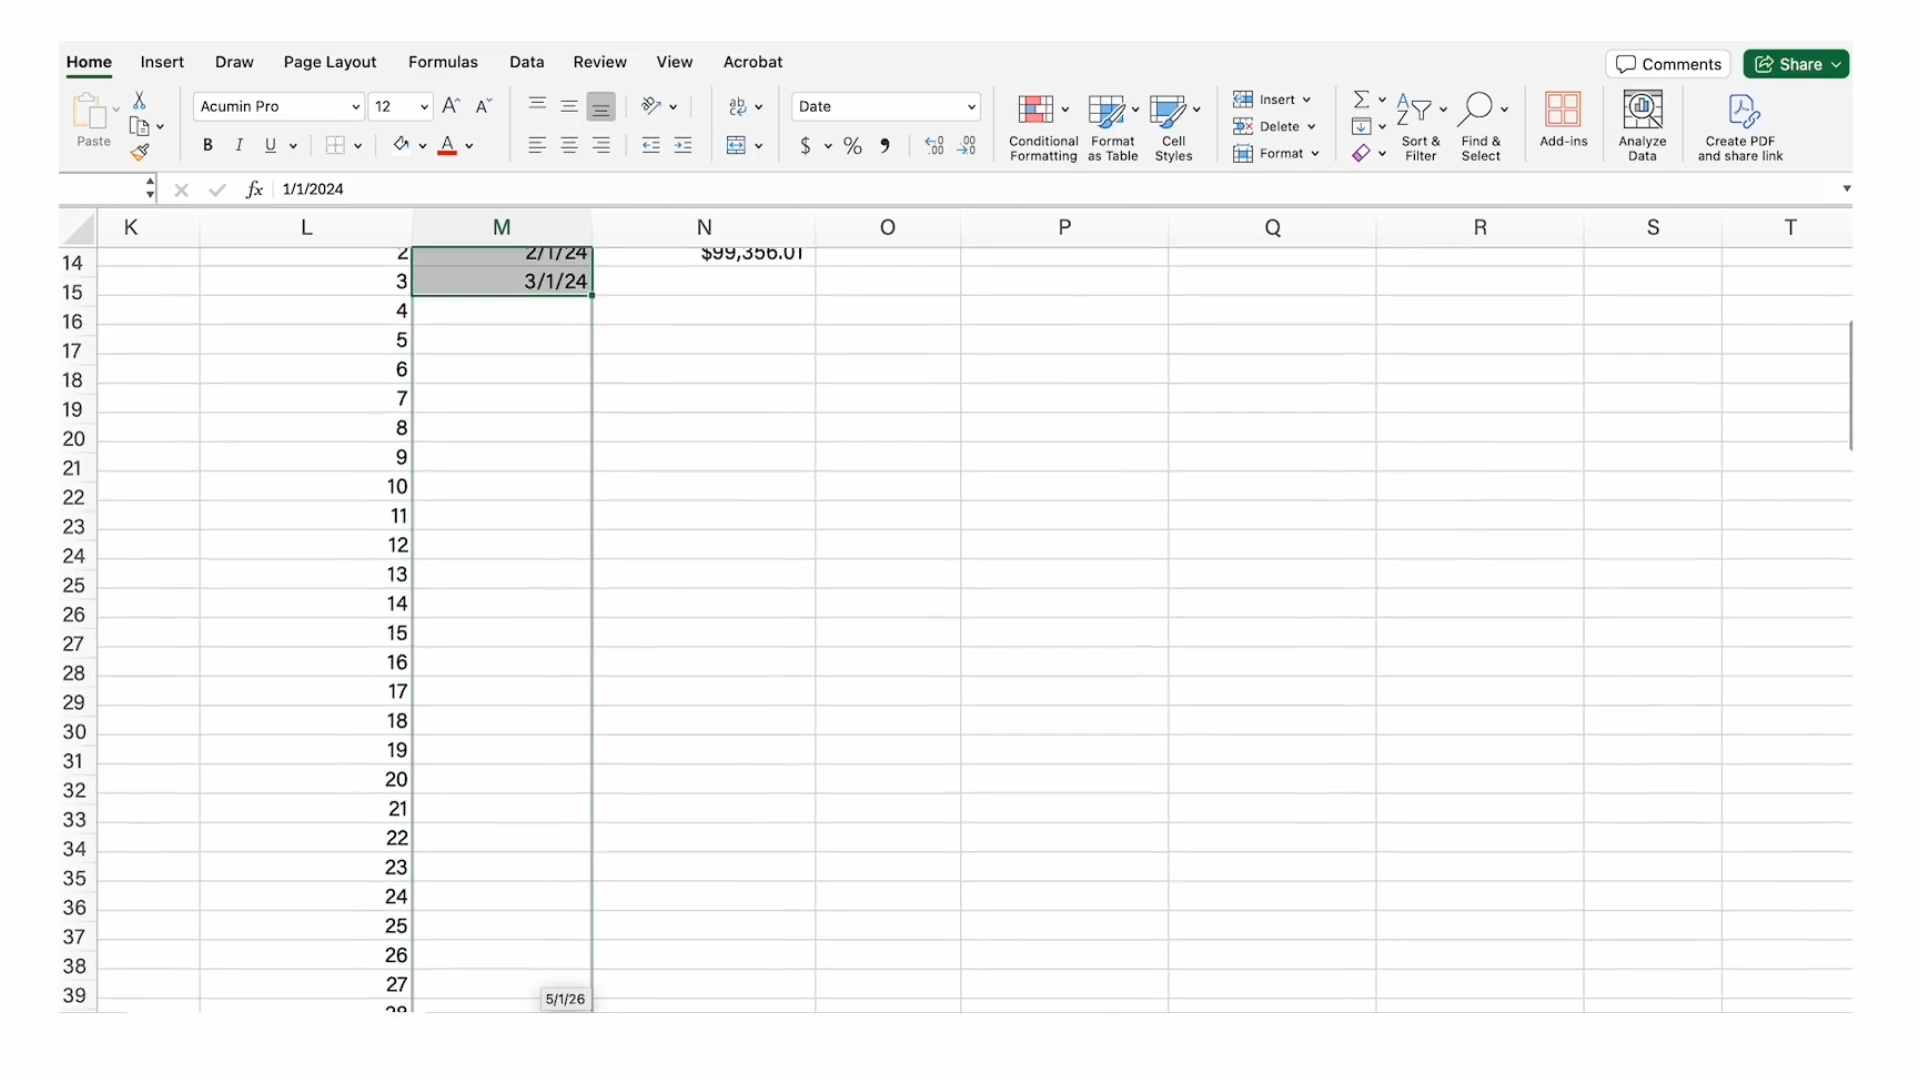 Home Insert Draw Page Layout Formulas Data Review View Acrobat Comments Share
Paste
Acumin Pro 12 A A
B I U A
ab
Date
$ % , .00 .00
Conditional Formatting
Format as Table
Cell Styles
Insert
Delete
Format
Sort & Filter
Find & Select
Add-ins
Analyze Data
Create PDF and share link
fx 1/1/2024
K L M N O P Q R S T
14 2 2/1/24 $99,356.01
15 3 3/1/24
16 4
17 5
18 6
19 7
20 8
21 9
22 10
23 11
24 12
25 13
26 14
27 15
28 16
29 17
30 18
31 19
32 20
33 21
34 22
35 23
36 24
37 25
38 26
39 27
28
5/1/26